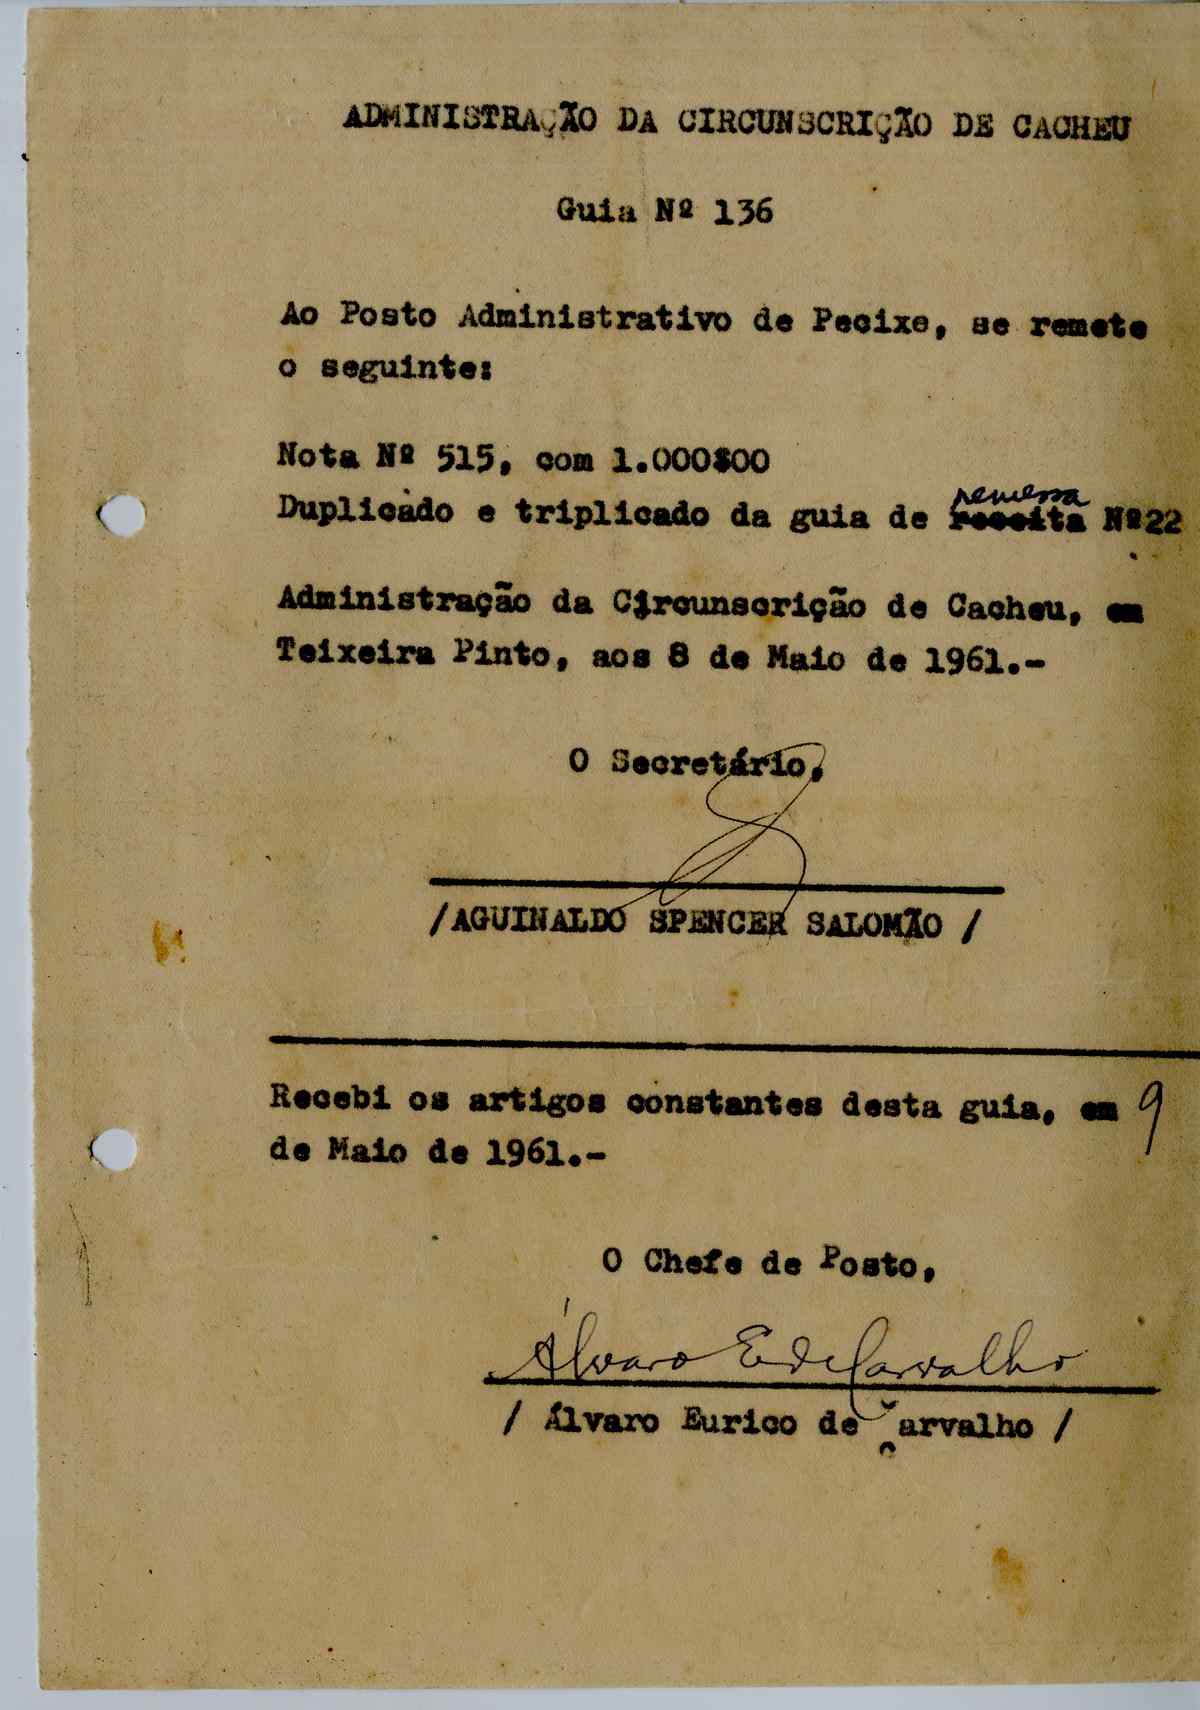 ADMINISTRAÇÃO DA CIRCUNSCRIÇÃO DE CACHEU
Guia Nº 136
Ao Posto Administrativo de Pecixe, se remete
o seguinte:
Nota Nº 515, com 1.000$00
remessa
Duplicado e triplicado da guia de receita Nº22
Administração da Circunscrição de Cacheu, em
Teixeira Pinto, aos 8 de Maio de 1961.-
O Secretário,
/AGUINALDO SPENCER SALOMÃO /
Recebi os artigos constantes desta guia, em 9
de Maio de 1961.-
O Chefe de Posto,
Álvaro E de Carvalho
/ Álvaro Eurico de Carvalho /